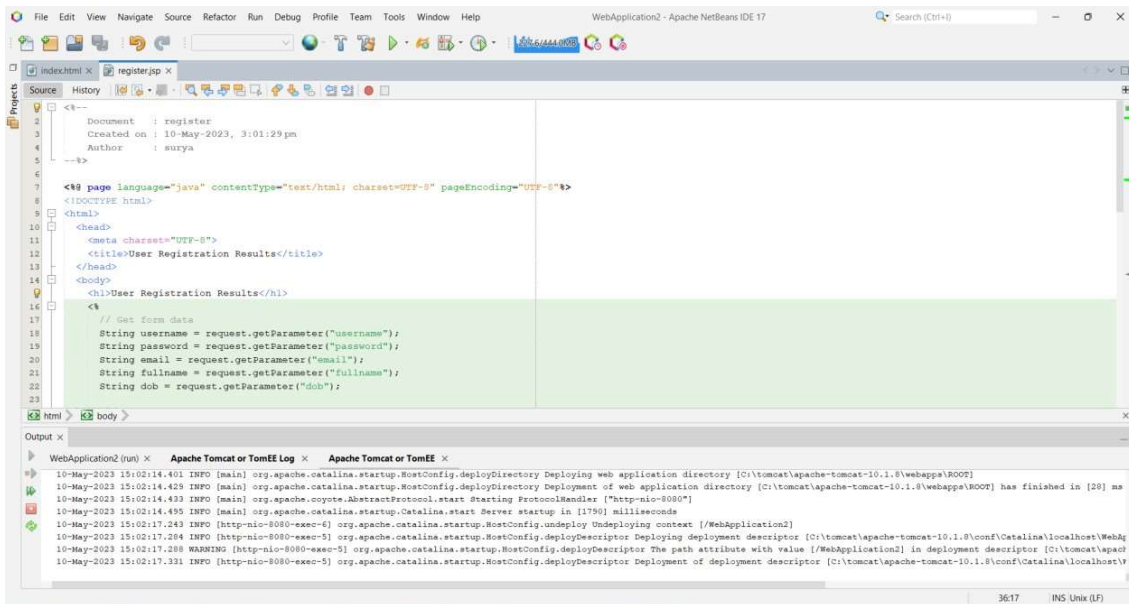 File Edit View Navigate Source Refactor Run Debug Profile Team Tools Window Help WebApplication2 - Apache NetBeans IDE 17 Search (Ctrl+I)
index.html × register.jsp ×
Projects
Source History
<%--
2 Document : register
3 Created on : 10-May-2023, 3:01:29 pm
4 Author : surya
5 --%>
6
7 <%@ page language="java" contentType="text/html; charset=UTF-8" pageEncoding="UTF-8"%>
8 <!DOCTYPE html>
9 <html>
10 <head>
11 <meta charset="UTF-8">
12 <title>User Registration Results</title>
13 </head>
14 <body>
<h1>User Registration Results</h1>
16 <%
17 // Get form data
18 String username = request.getParameter("username");
19 String password = request.getParameter("password");
20 String email = request.getParameter("email");
21 String fullname = request.getParameter("fullname");
22 String dob = request.getParameter("dob");
23
html body
Output ×
WebApplication2 (run) × Apache Tomcat or TomEE Log × Apache Tomcat or TomEE ×
10-May-2023 15:02:14.401 INFO [main] org.apache.catalina.startup.HostConfig.deployDirectory Deploying web application directory [C:\tomcat\apache-tomcat-10.1.8\webapps\ROOT]
10-May-2023 15:02:14.429 INFO [main] org.apache.catalina.startup.HostConfig.deployDirectory Deployment of web application directory [C:\tomcat\apache-tomcat-10.1.8\webapps\ROOT] has finished in [28] ms
10-May-2023 15:02:14.433 INFO [main] org.apache.coyote.AbstractProtocol.start Starting ProtocolHandler ["http-nio-8080"]
10-May-2023 15:02:14.495 INFO [main] org.apache.catalina.startup.Catalina.start Server startup in [1790] milliseconds
10-May-2023 15:02:17.243 INFO [http-nio-8080-exec-6] org.apache.catalina.startup.HostConfig.undeploy Undeploying context [/WebApplication2]
10-May-2023 15:02:17.284 INFO [http-nio-8080-exec-5] org.apache.catalina.startup.HostConfig.deployDescriptor Deploying deployment descriptor [C:\tomcat\apache-tomcat-10.1.8\conf\Catalina\localhost\WebAp
10-May-2023 15:02:17.288 WARNING [http-nio-8080-exec-5] org.apache.catalina.startup.HostConfig.deployDescriptor The path attribute with value [/WebApplication2] in deployment descriptor [C:\tomcat\apach
10-May-2023 15:02:17.331 INFO [http-nio-8080-exec-5] org.apache.catalina.startup.HostConfig.deployDescriptor Deployment of deployment descriptor [C:\tomcat\apache-tomcat-10.1.8\conf\Catalina\localhost\
36:17 INS Unix (LF)